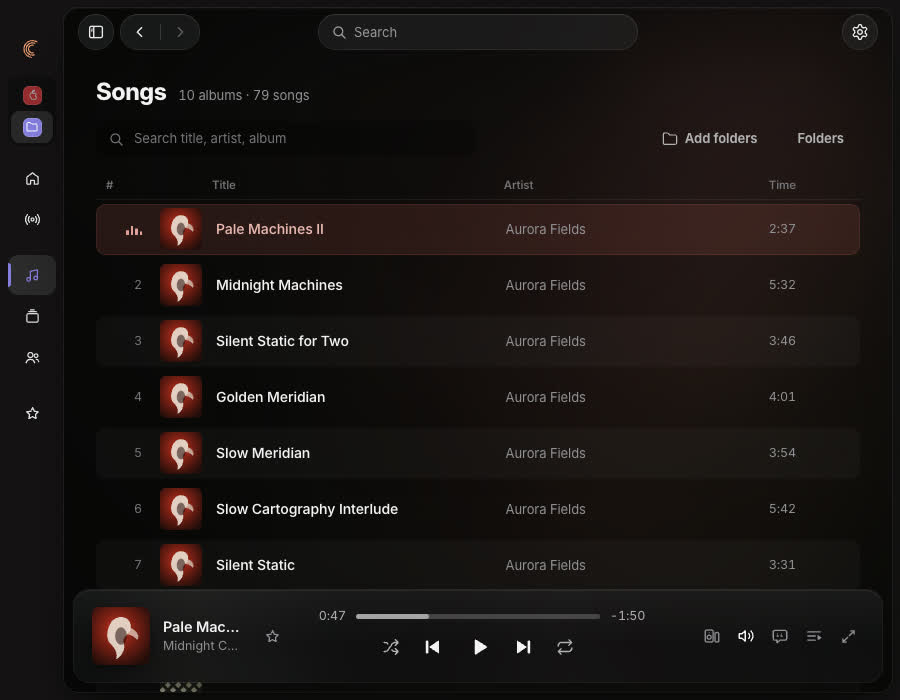 Search
Songs 10 albums · 79 songs
Search title, artist, album
Add folders Folders
# Title Artist Time
Pale Machines II Aurora Fields 2:37
2 Midnight Machines Aurora Fields 5:32
3 Silent Static for Two Aurora Fields 3:46
4 Golden Meridian Aurora Fields 4:01
5 Slow Meridian Aurora Fields 3:54
6 Slow Cartography Interlude Aurora Fields 5:42
7 Silent Static Aurora Fields 3:31
0:47 -1:50
Pale Mac...
Midnight C...